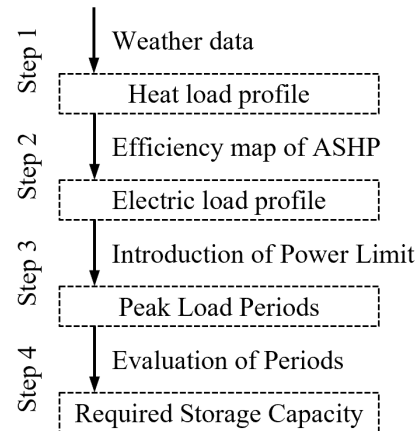 Step 1
Weather data
Heat load profile
Step 2
Efficiency map of ASHP
Electric load profile
Step 3
Introduction of Power Limit
Peak Load Periods
Step 4
Evaluation of Periods
Required Storage Capacity